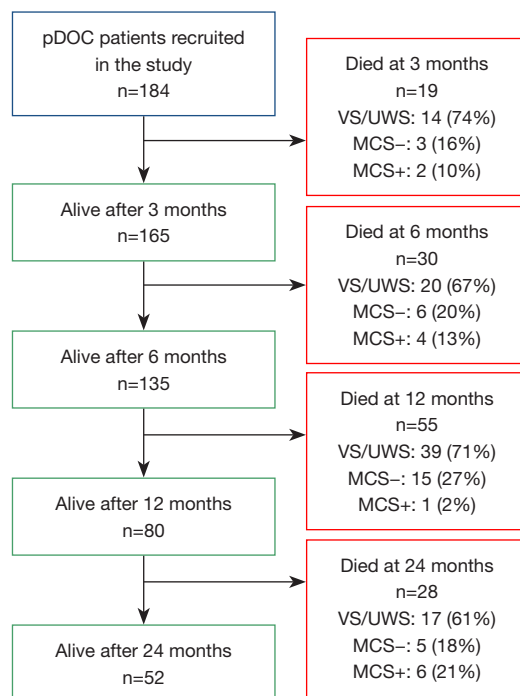 pDOC patients recruited
in the study
n=184
Died at 3 months
n=19
VS/UWS: 14 (74%)
MCS−: 3 (16%)
MCS+: 2 (10%)
Alive after 3 months
n=165
Died at 6 months
n=30
VS/UWS: 20 (67%)
MCS−: 6 (20%)
MCS+: 4 (13%)
Alive after 6 months
n=135
Died at 12 months
n=55
VS/UWS: 39 (71%)
MCS−: 15 (27%)
MCS+: 1 (2%)
Alive after 12 months
n=80
Died at 24 months
n=28
VS/UWS: 17 (61%)
MCS−: 5 (18%)
MCS+: 6 (21%)
Alive after 24 months
n=52